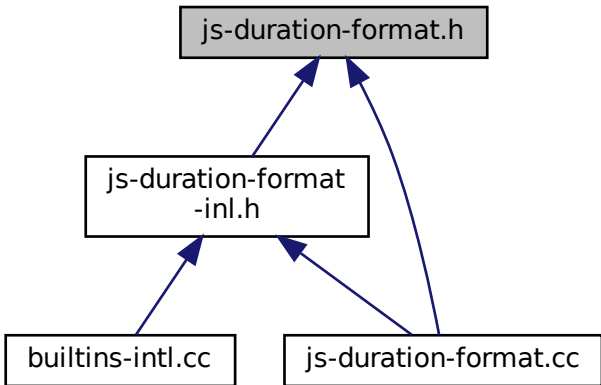 js-duration-format.h
js-duration-format
-inl.h
builtins-intl.cc
js-duration-format.cc